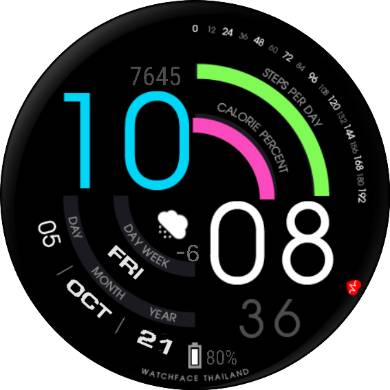 0 12 24 36 48 60 72 84 96 108 120 132 144 156 168 180 192
7645
STEPS PER DAY
CALORIE PERCENT
10
08
36
-6
DAY
05
DAY WEEK
FRI
MONTH
OCT
YEAR
21
80%
WATCHFACE THAILAND